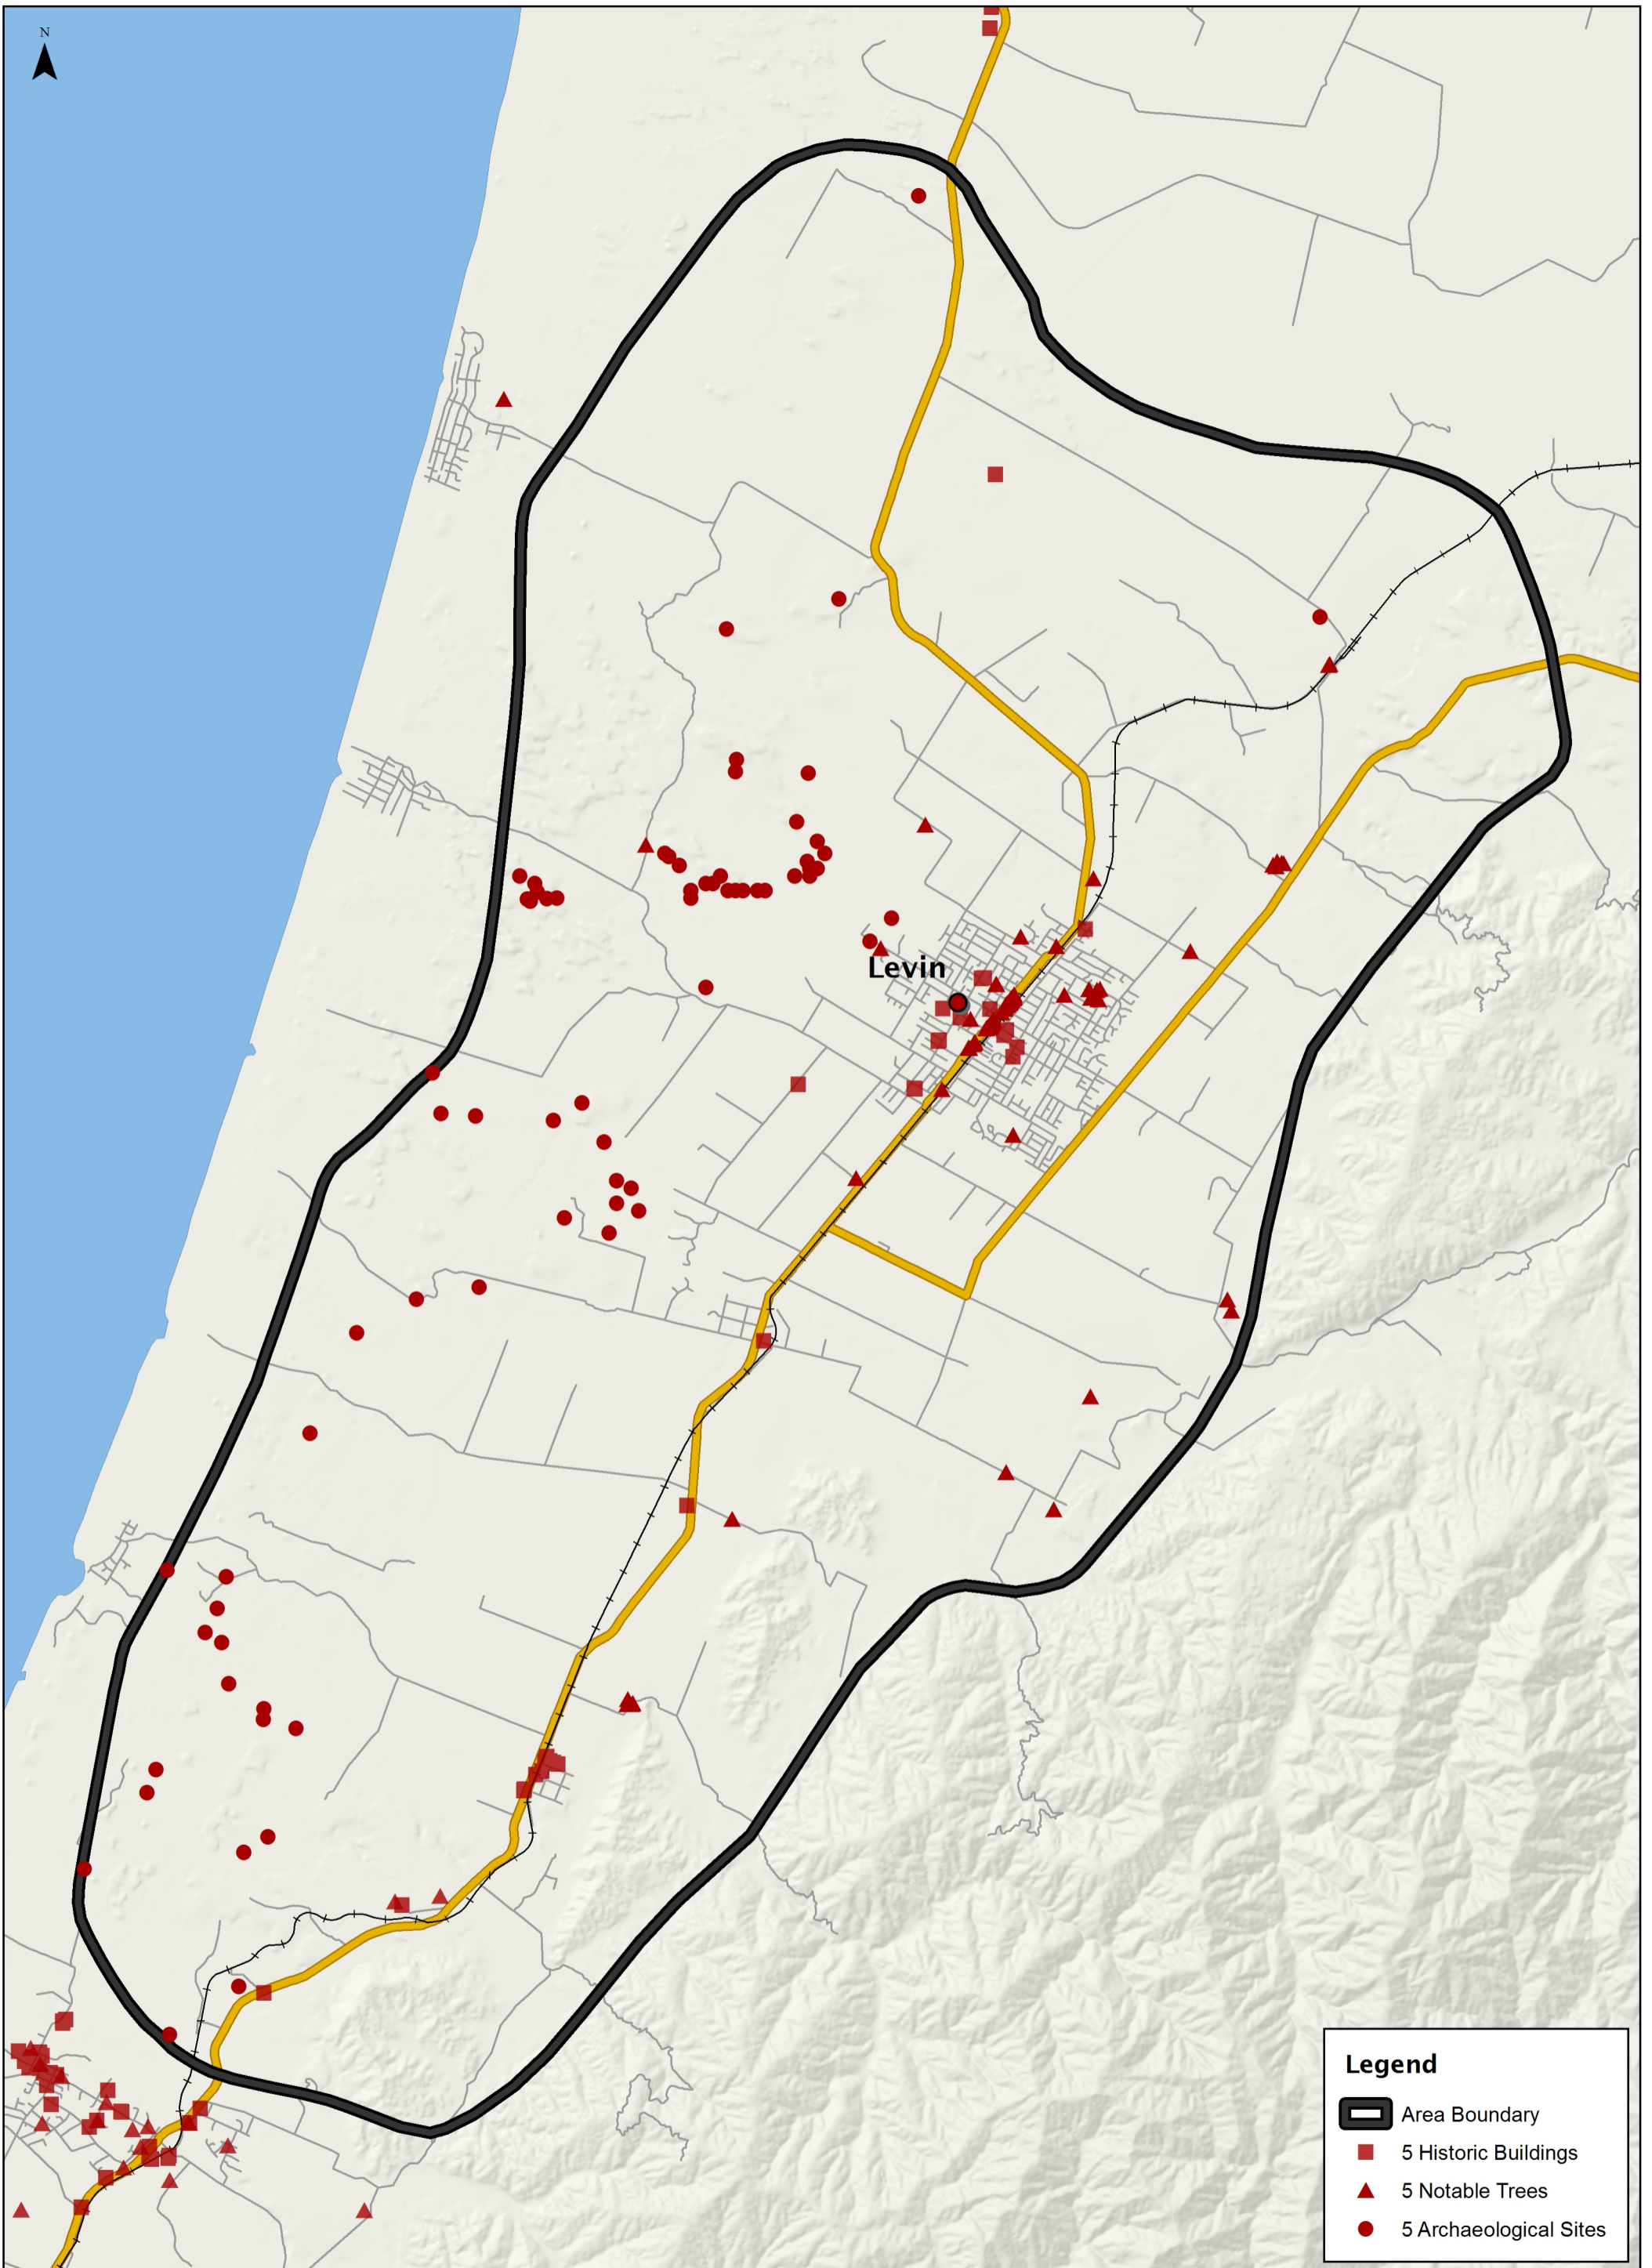 N
Levin
Legend
Area Boundary
5 Historic Buildings
5 Notable Trees
5 Archaeological Sites